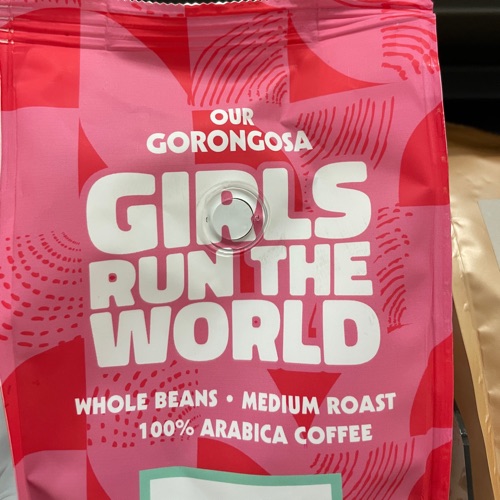 OUR
GORONGOSA
GIRLS
RUN THE
WORLD
WHOLE BEANS • MEDIUM ROAST
100% ARABICA COFFEE